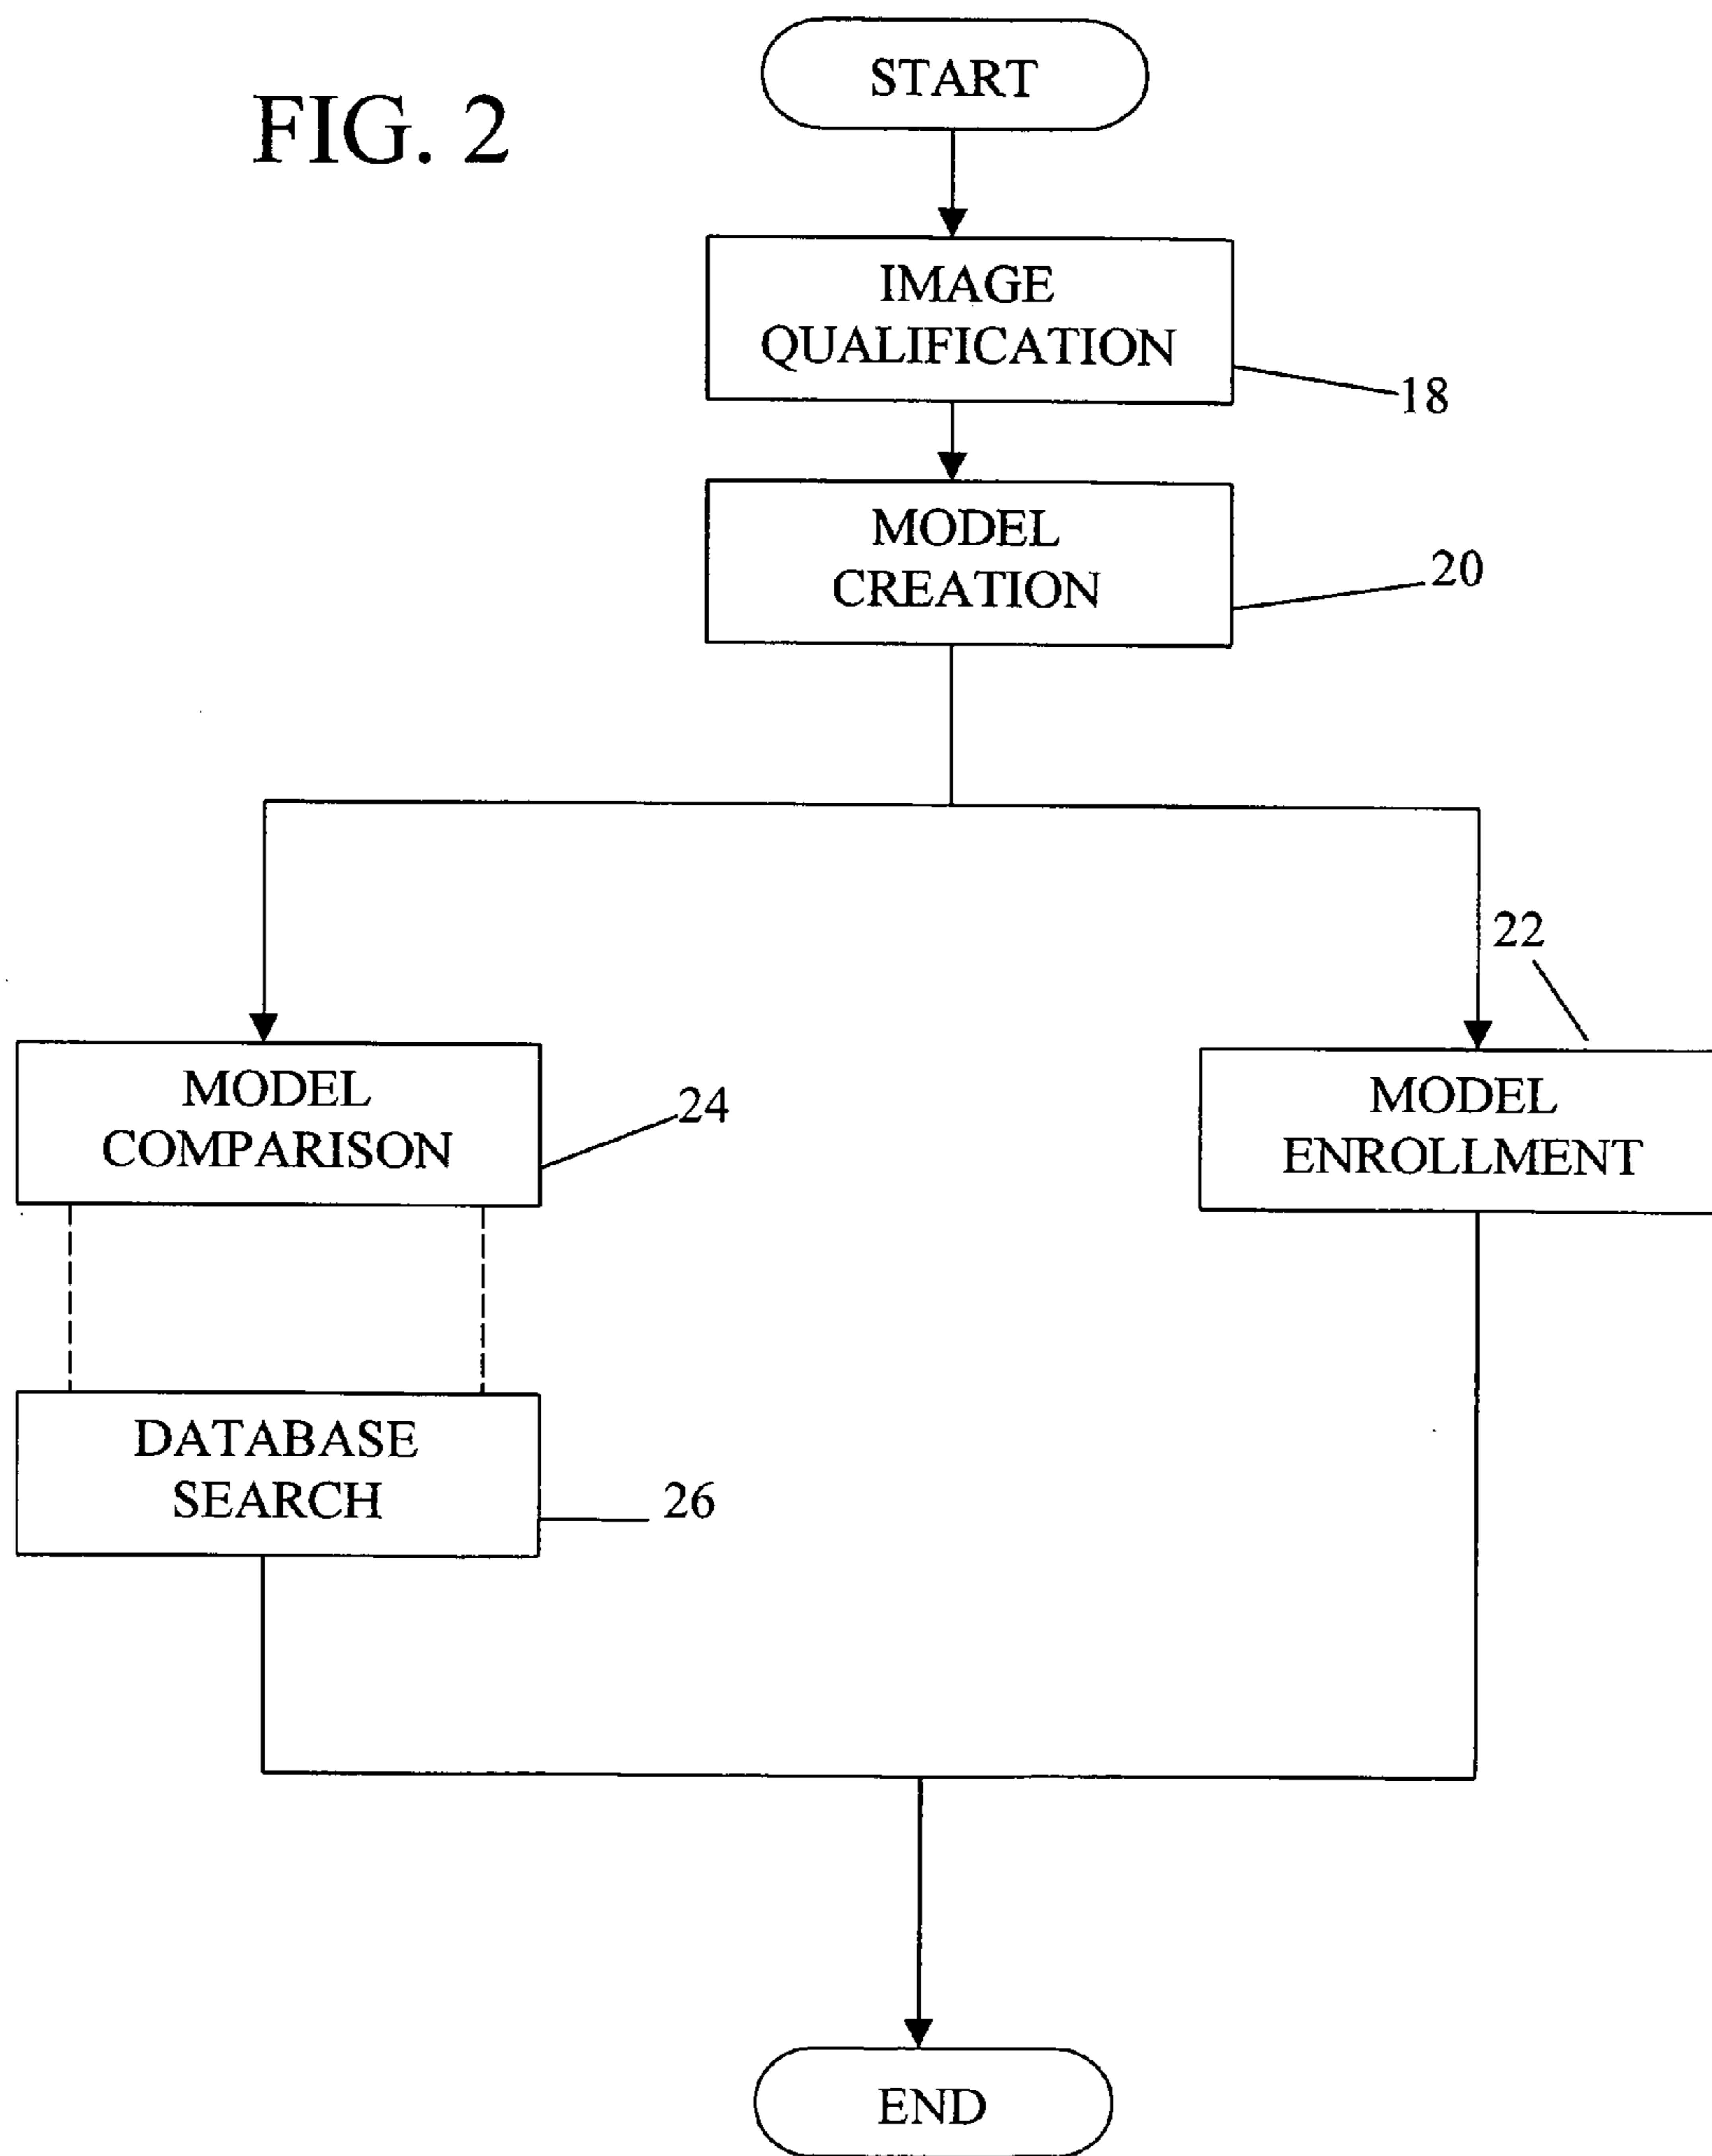 FIG. 2
START
IMAGE
QUALIFICATION
18
MODEL
CREATION
20
22
MODEL
COMPARISON
24
MODEL
ENROLLMENT
DATABASE
SEARCH
26
END